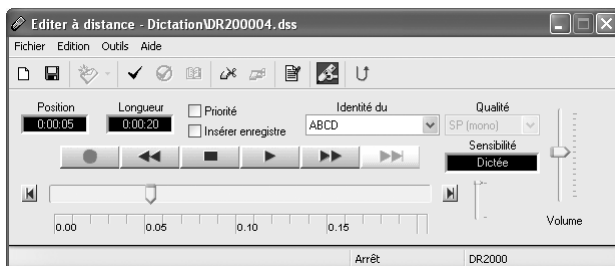 Editer à distance - Dictation\DR200004.dss
Fichier Edition Outils Aide
Position Longueur Priorité Identité du Qualité
0:00:05 0:00:20 Insérer enregistre ABCD SP (mono)
Sensibilité
Dictée
0.00 0.05 0.10 0.15 Volume
Arrêt DR2000